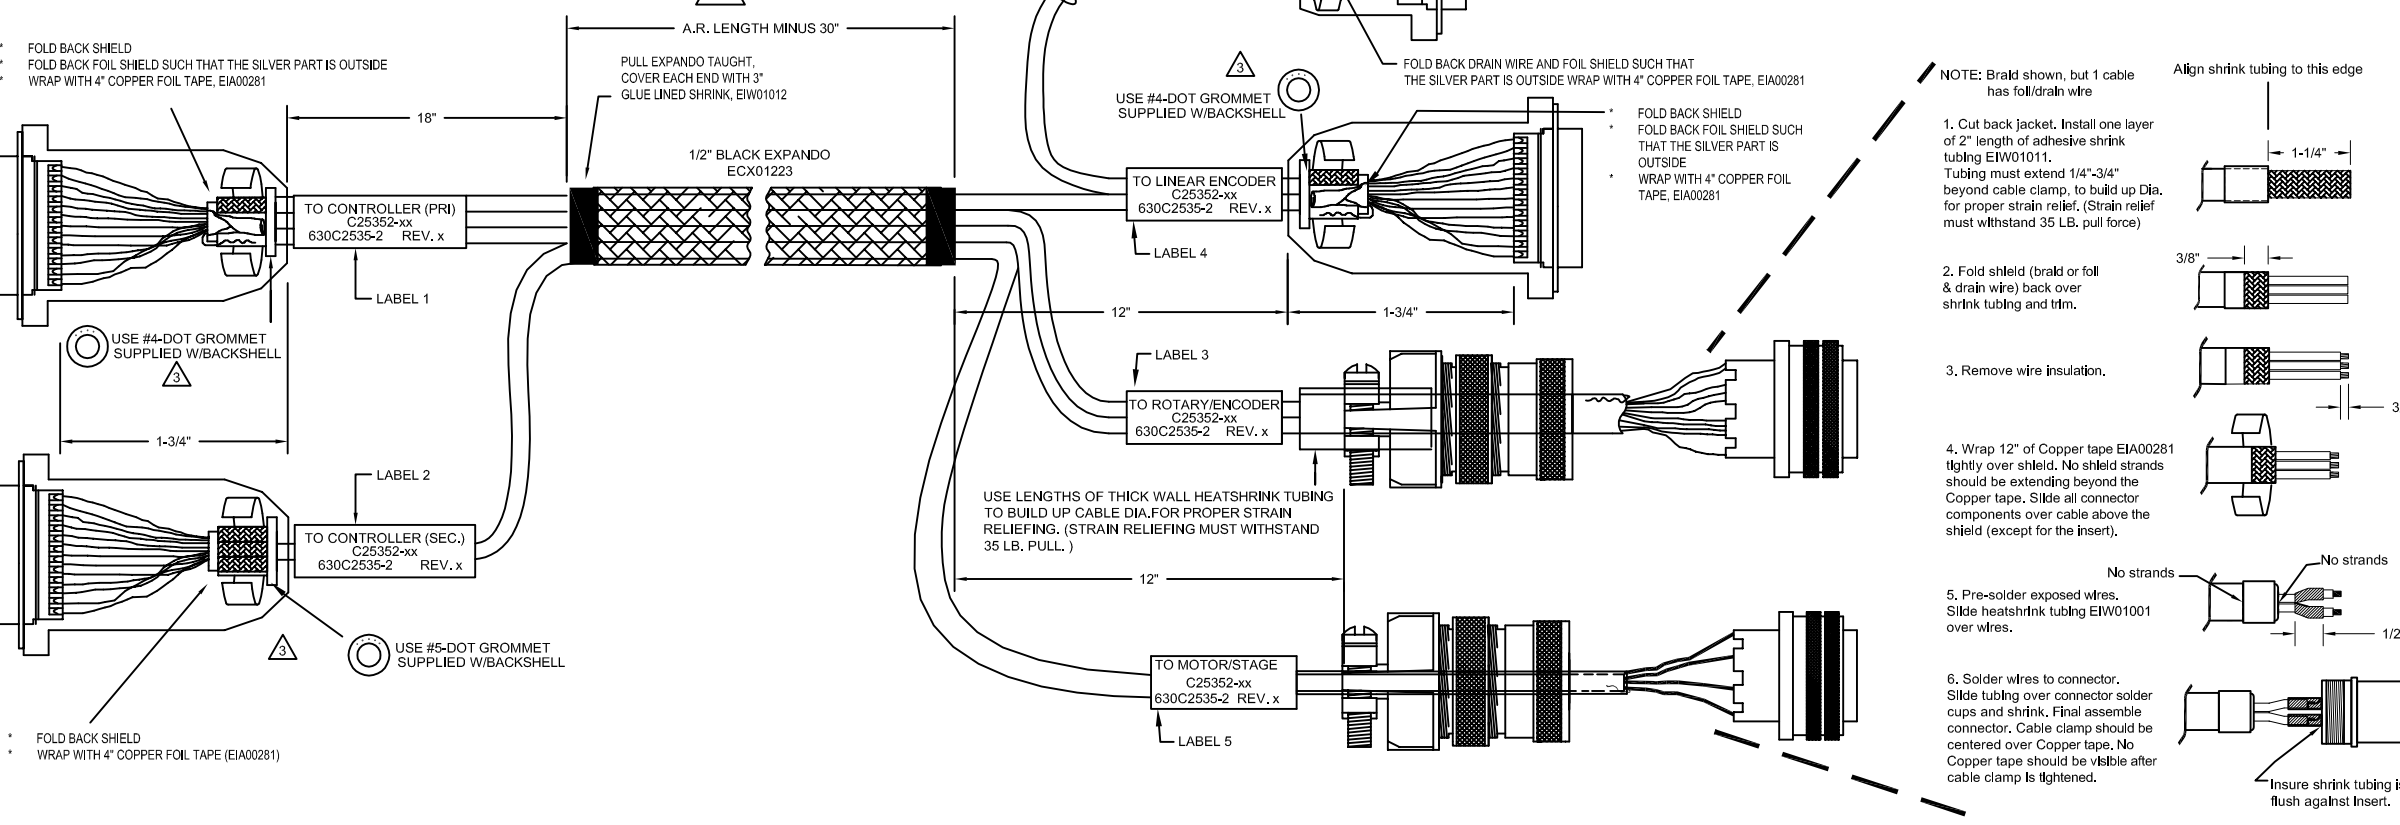 A.R. LENGTH MINUS 30"
* FOLD BACK SHIELD
* FOLD BACK FOIL SHIELD SUCH THAT THE SILVER PART IS OUTSIDE
* WRAP WITH 4" COPPER FOIL TAPE, EIA00281
PULL EXPANDO TAUGHT,
COVER EACH END WITH 3"
GLUE LINED SHRINK, EIW01012
18"
1/2" BLACK EXPANDO
ECX01223
TO CONTROLLER (PRI)
C25352-xx
630C2535-2 REV. x
LABEL 1
USE #4-DOT GROMMET
SUPPLIED W/BACKSHELL
3
1-3/4"
LABEL 2
TO CONTROLLER (SEC.)
C25352-xx
630C2535-2 REV. x
3
USE #5-DOT GROMMET
SUPPLIED W/BACKSHELL
* FOLD BACK SHIELD
* WRAP WITH 4" COPPER FOIL TAPE (EIA00281)
FOLD BACK DRAIN WIRE AND FOIL SHIELD SUCH THAT
THE SILVER PART IS OUTSIDE WRAP WITH 4" COPPER FOIL TAPE, EIA00281
3
USE #4-DOT GROMMET
SUPPLIED W/BACKSHELL
* FOLD BACK SHIELD
* FOLD BACK FOIL SHIELD SUCH
THAT THE SILVER PART IS
OUTSIDE
* WRAP WITH 4" COPPER FOIL
TAPE, EIA00281
TO LINEAR ENCODER
C25352-xx
630C2535-2 REV. x
LABEL 4
12"
1-3/4"
LABEL 3
TO ROTARY/ENCODER
C25352-xx
630C2535-2 REV. x
USE LENGTHS OF THICK WALL HEATSHRINK TUBING
TO BUILD UP CABLE DIA.FOR PROPER STRAIN
RELIEFING. (STRAIN RELIEFING MUST WITHSTAND
35 LB. PULL. )
12"
TO MOTOR/STAGE
C25352-xx
630C2535-2 REV. x
LABEL 5
NOTE: Braid shown, but 1 cable
has foil/drain wire
Align shrink tubing to this edge
1. Cut back jacket. Install one layer
of 2" length of adhesive shrink
tubing EIW01011.
Tubing must extend 1/4"-3/4"
beyond cable clamp, to build up Dia.
for proper strain relief. (Strain relief
must withstand 35 LB. pull force)
1-1/4"
2. Fold shield (braid or foil
& drain wire) back over
shrink tubing and trim.
3/8"
3. Remove wire insulation.
3
4. Wrap 12" of Copper tape EIA00281
tightly over shield. No shield strands
should be extending beyond the
Copper tape. Slide all connector
components over cable above the
shield (except for the insert).
No strands
No strands
5. Pre-solder exposed wires.
Slide heatshrink tubing EIW01001
over wires.
1/2
6. Solder wires to connector.
Slide tubing over connector solder
cups and shrink. Final assemble
connector. Cable clamp should be
centered over Copper tape. No
Copper tape should be visible after
cable clamp is tightened.
Insure shrink tubing is
flush against insert.